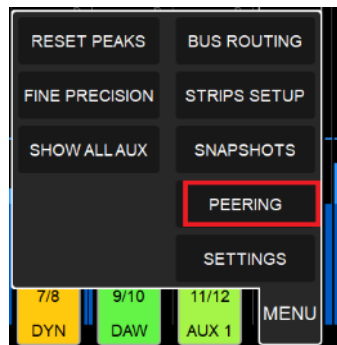 RESET PEAKS BUS ROUTING
FINE PRECISION STRIPS SETUP
SHOW ALL AUX SNAPSHOTS
PEERING
SETTINGS
7/8 9/10 11/12
MENU
DYN DAW AUX 1